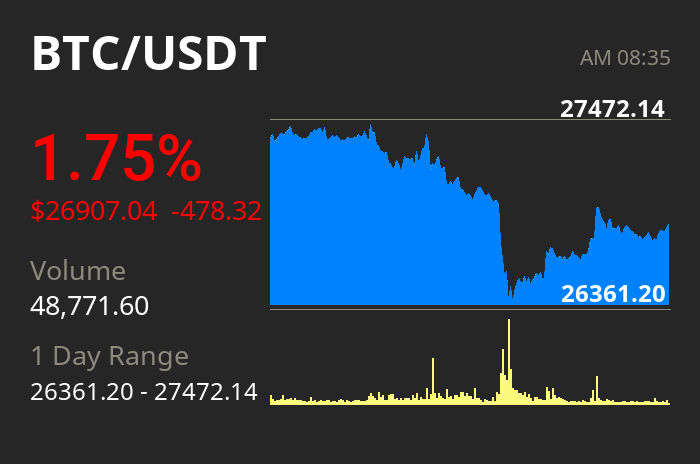 BTC/USDT
AM 08:35
27472.14
1.75%
$26907.04 -478.32
Volume
48,771.60
26361.20
1 Day Range
26361.20 - 27472.14